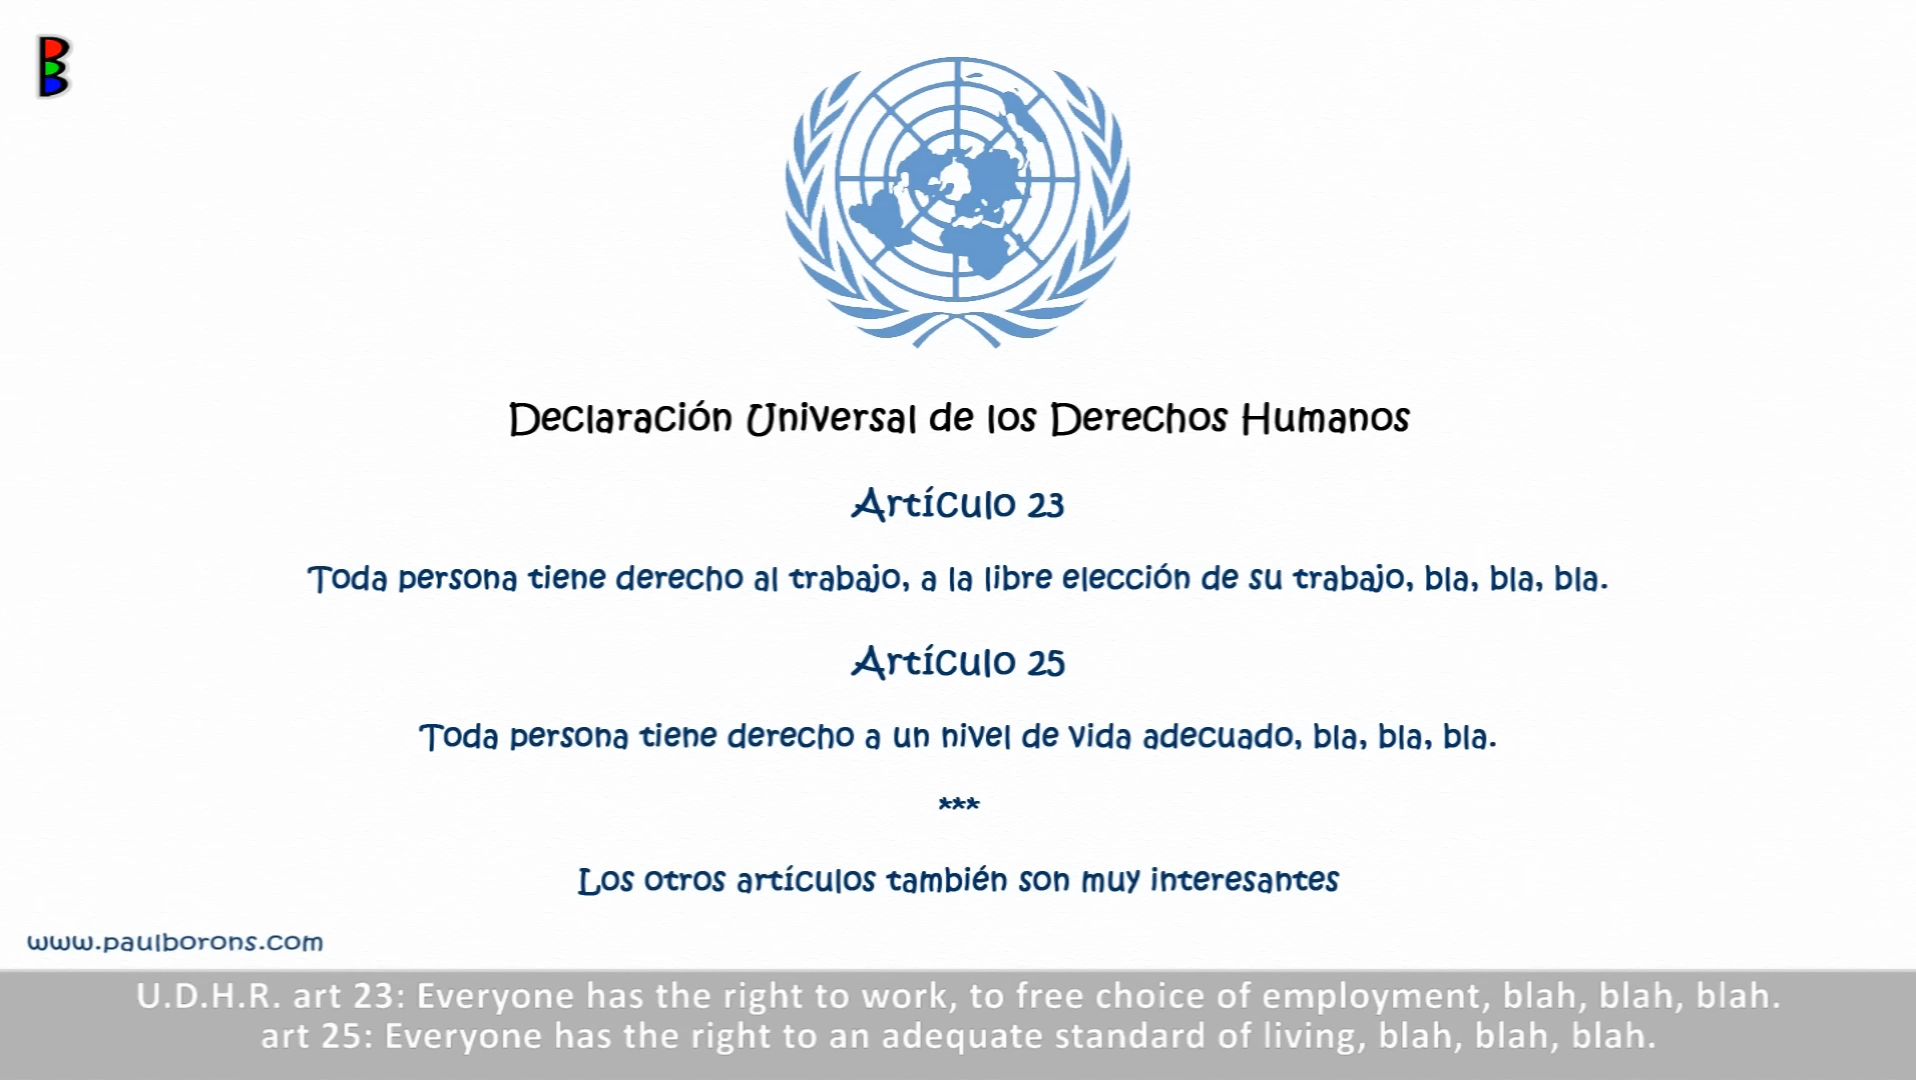 B
Declaración Universal de los Derechos Humanos
Artículo 23
Toda persona tiene derecho al trabajo, a la libre elección de su trabajo, bla, bla, bla.
Artículo 25
Toda persona tiene derecho a un nivel de vida adecuado, bla, bla, bla.
***
Los otros artículos también son muy interesantes
www.paulborons.com
U.D.H.R. art 23: Everyone has the right to work, to free choice of employment, blah, blah, blah.
art 25: Everyone has the right to an adequate standard of living, blah, blah, blah.